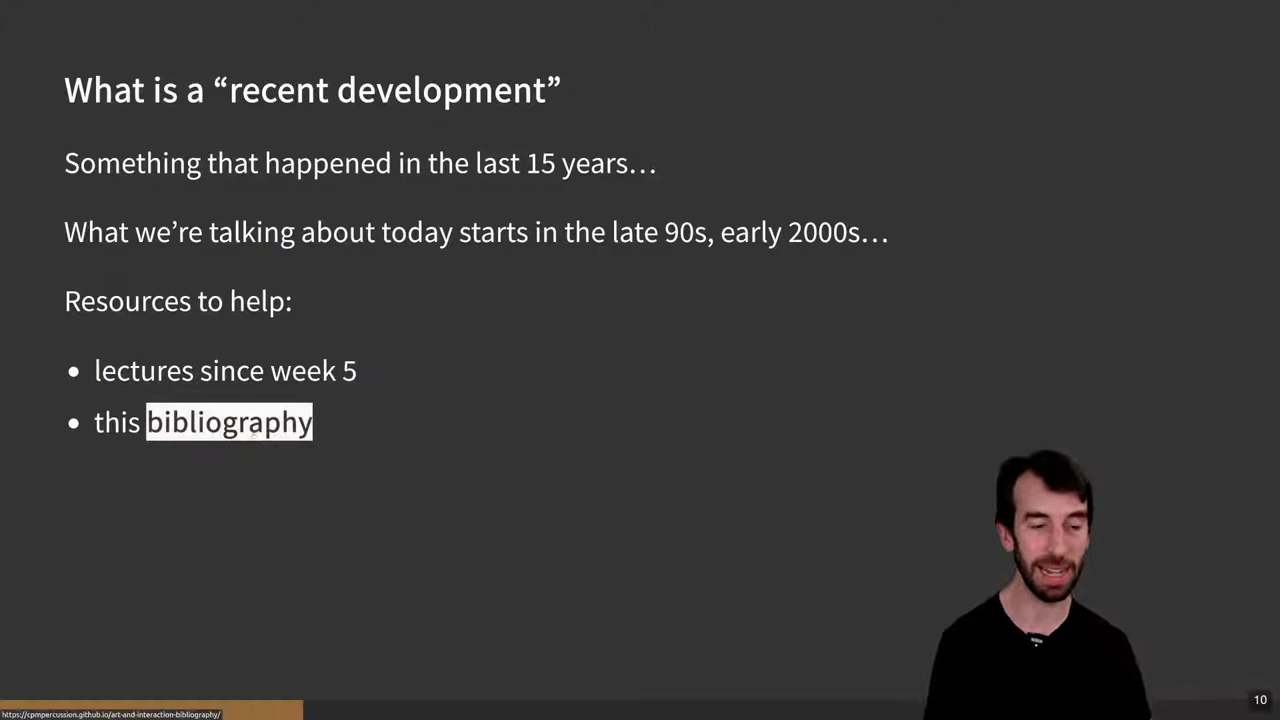 What is a “recent development”
Something that happened in the last 15 years…
What we’re talking about today starts in the late 90s, early 2000s…
Resources to help:
• lectures since week 5
• this bibliography
10
https://cpmpercussion.github.io/art-and-interaction-bibliography/